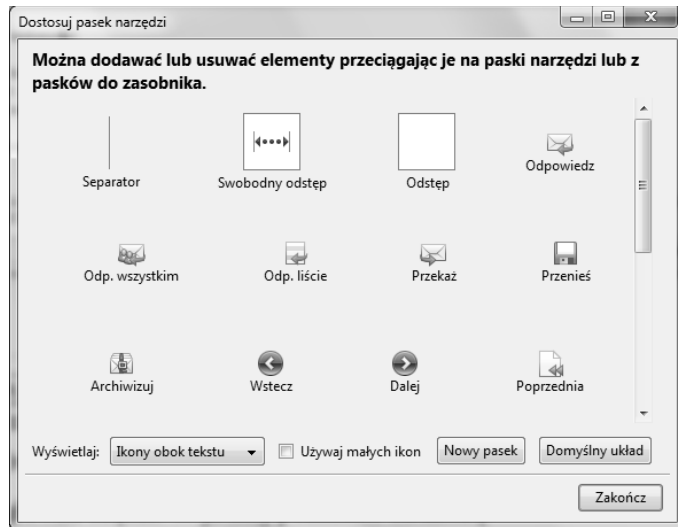 Dostosuj pasek narzędzi
Można dodawać lub usuwać elementy przeciągając je na paski narzędzi lub z
pasków do zasobnika.
Separator
Swobodny odstęp
Odstęp
Odpowiedz
Odp. wszystkim
Odp. liście
Przekaż
Przenieś
Archiwizuj
Wstecz
Dalej
Poprzednia
Wyświetlaj: Ikony obok tekstu Używaj małych ikon Nowy pasek Domyślny układ
Zakończ